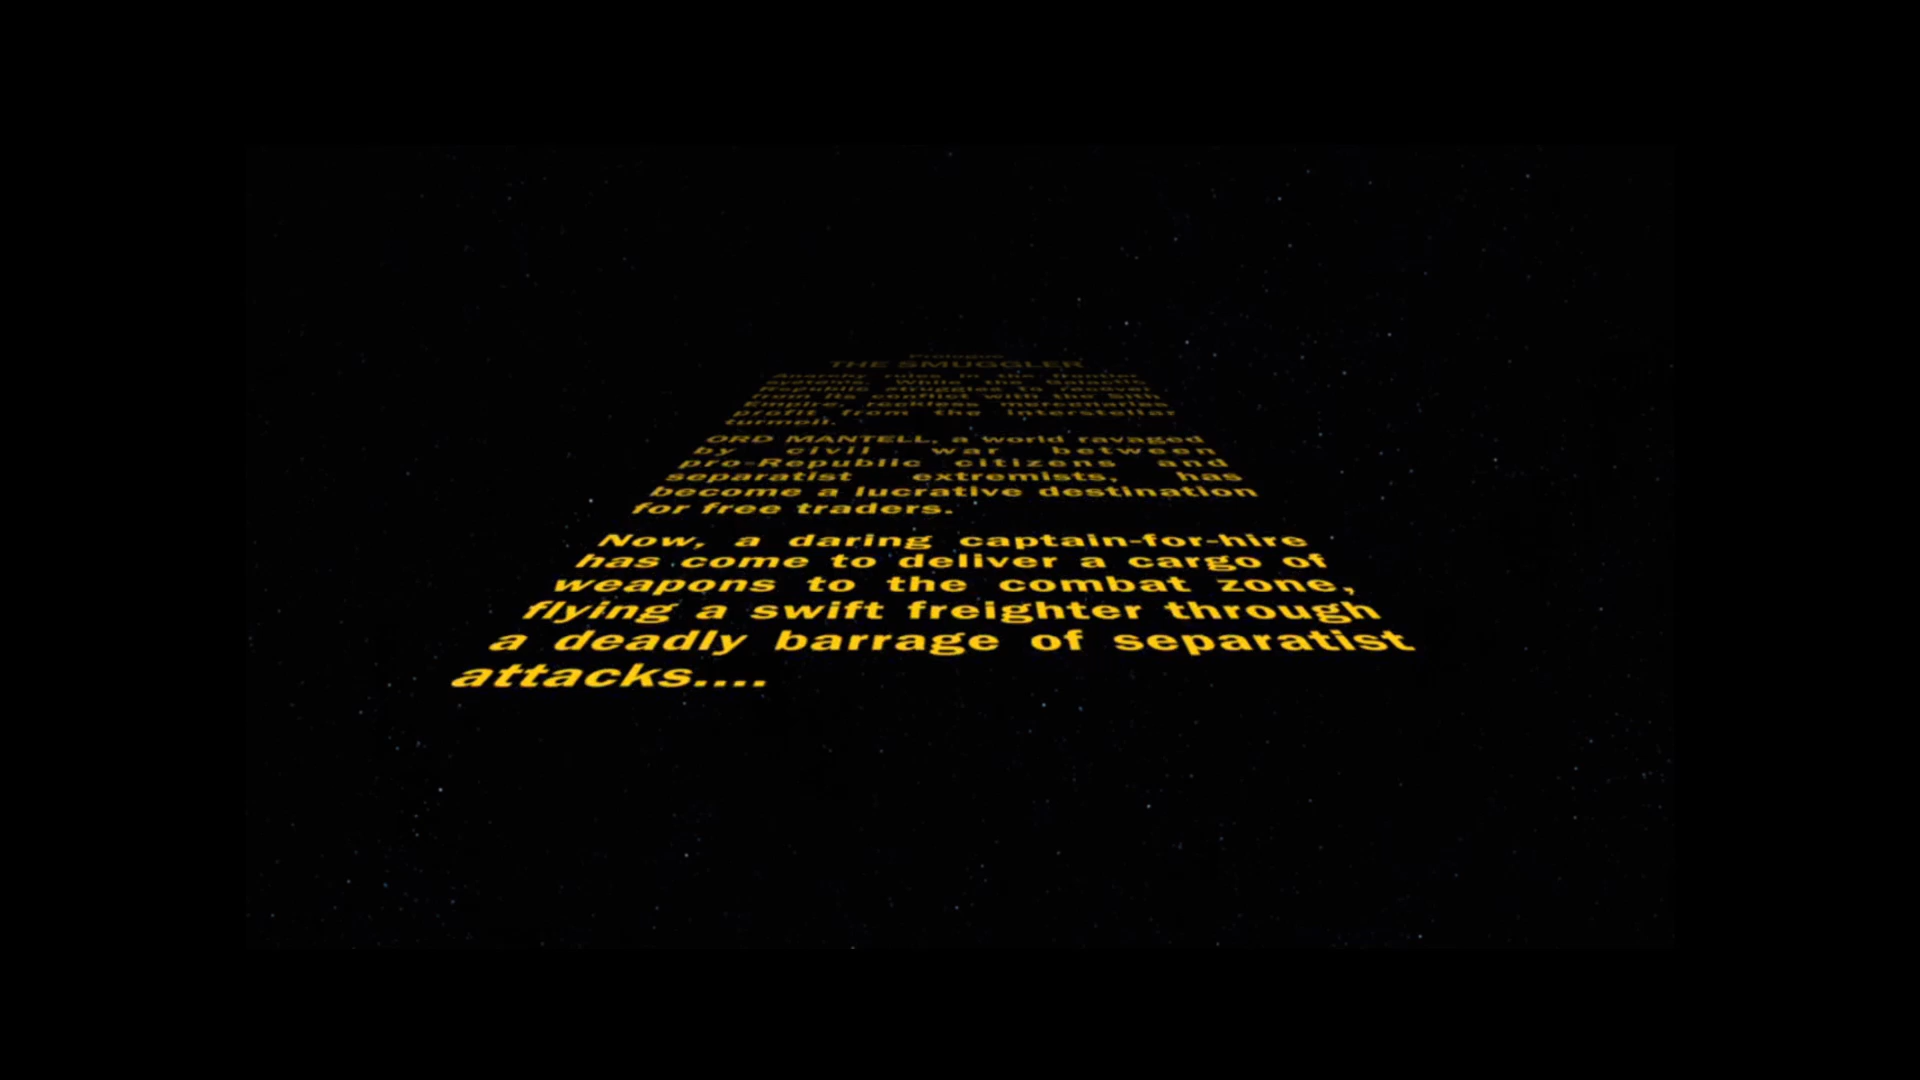 Prologue
THE SMUGGLER
Anarchy rules in the frontier
systems. While the Galactic
Republic struggles to recover
from its conflict with the Sith
Empire, reckless mercenaries
profit from the interstellar
turmoil.
ORD MANTELL, a world ravaged
by civil war between
pro-Republic citizens and
separatist extremists, has
become a lucrative destination
for free traders.
Now, a daring captain-for-hire
has come to deliver a cargo of
weapons to the combat zone,
flying a swift freighter through
a deadly barrage of separatist
attacks....